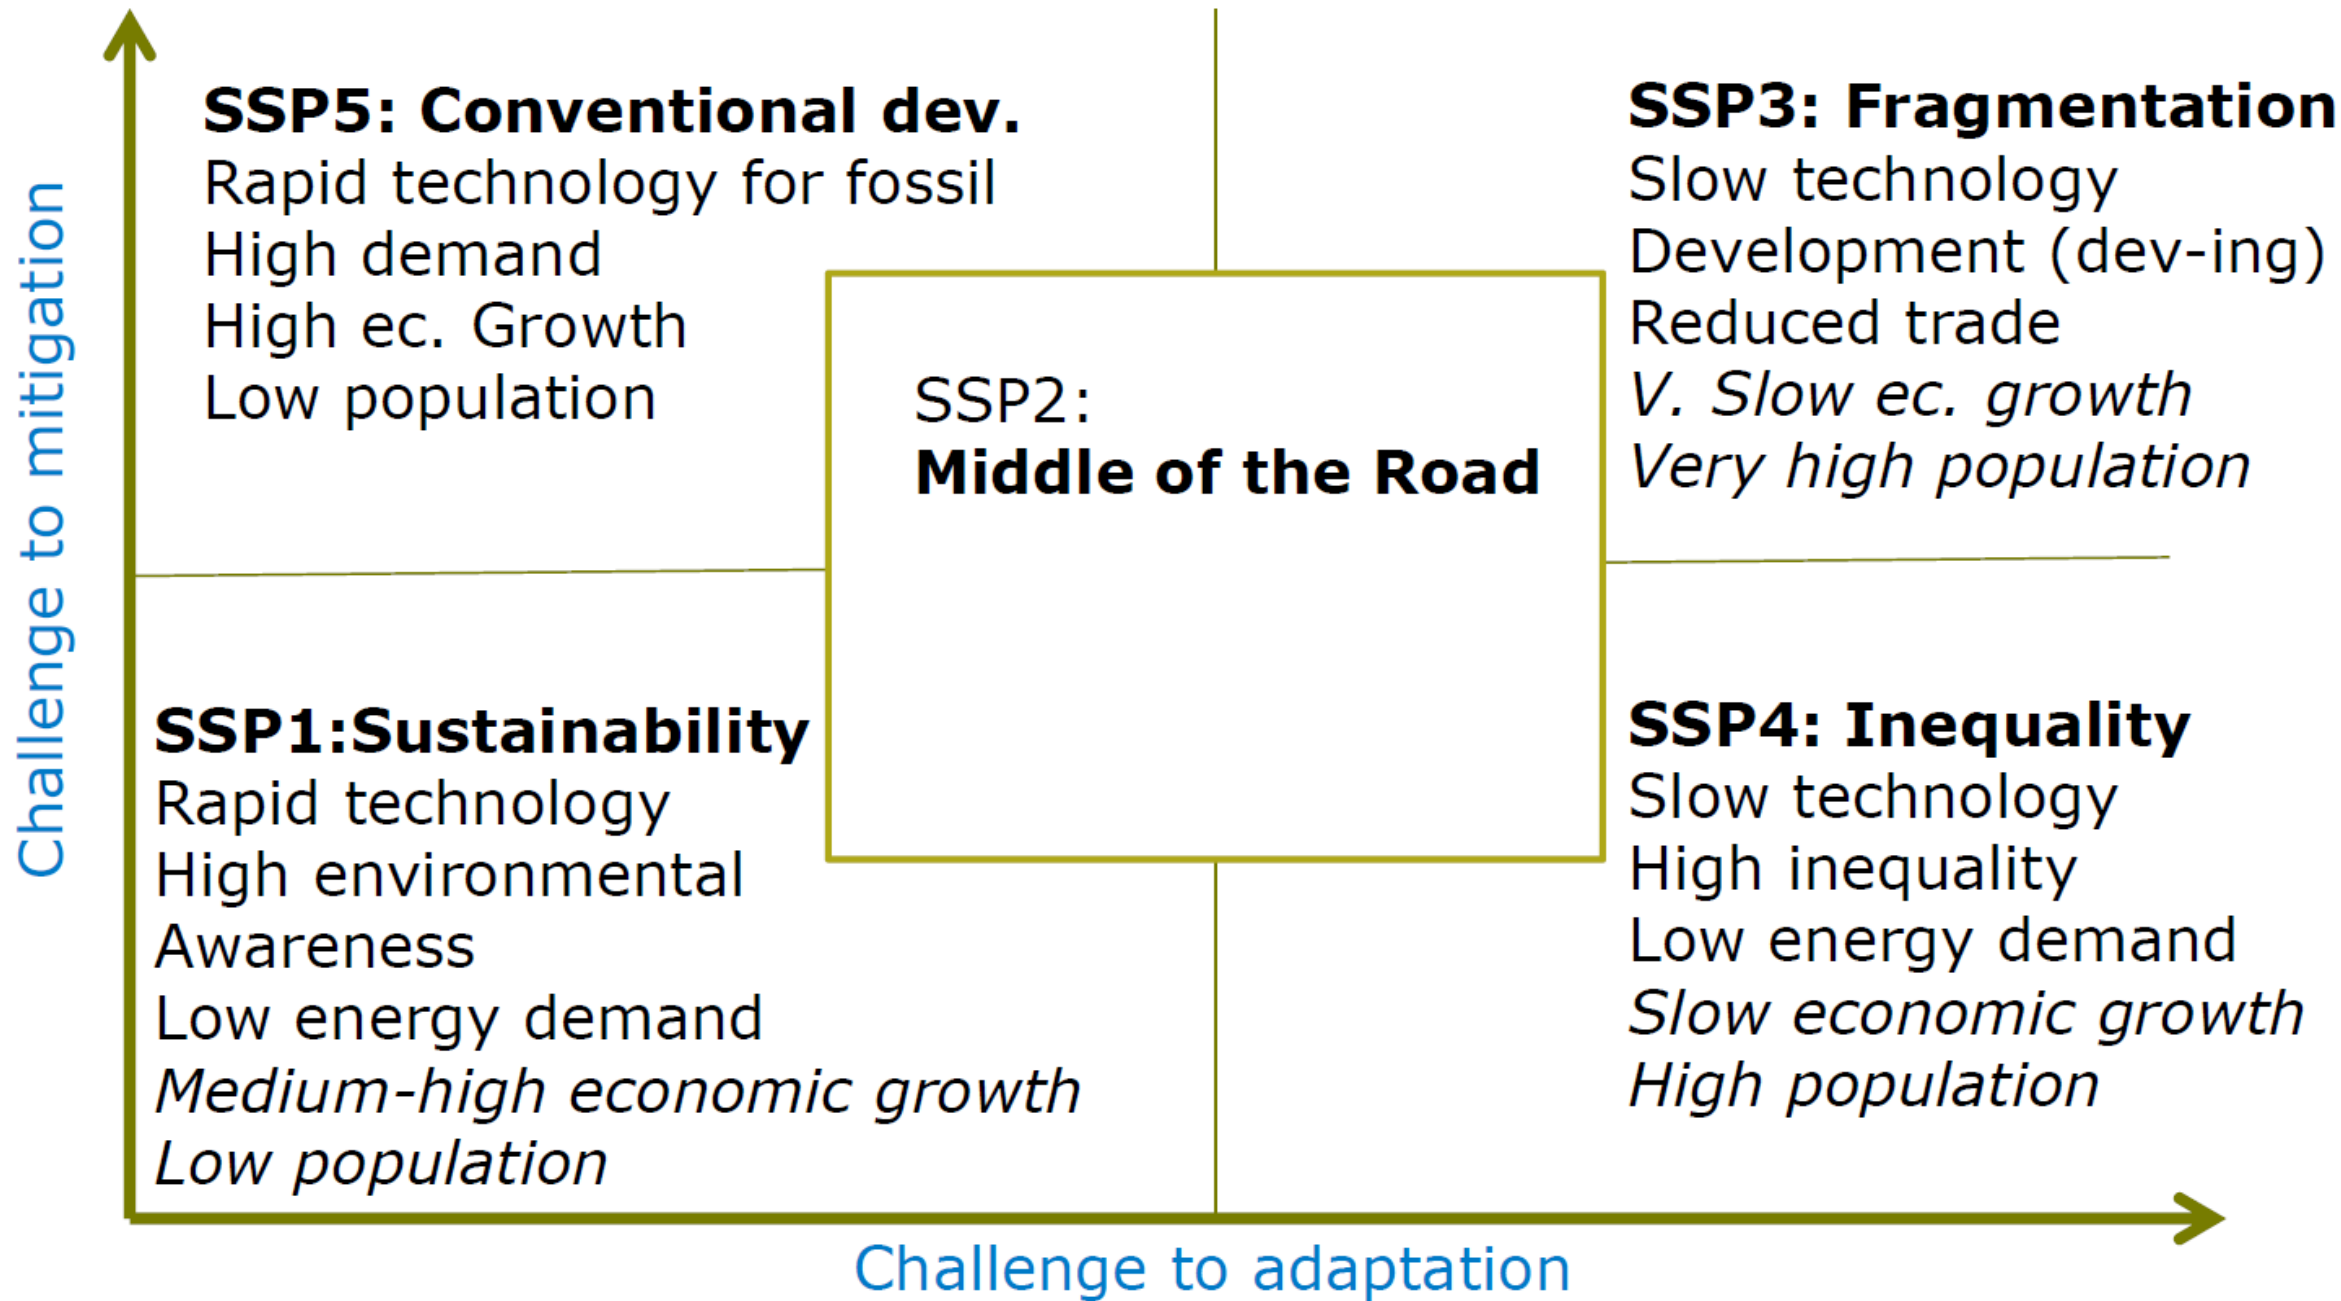 Challenge to mitigation
SSP5: Conventional dev.
Rapid technology for fossil
High demand
High ec. Growth
Low population
SSP3: Fragmentation
Slow technology
Development (dev-ing)
Reduced trade
V. Slow ec. growth
Very high population
SSP2:
Middle of the Road
SSP1:Sustainability
Rapid technology
High environmental
Awareness
Low energy demand
Medium-high economic growth
Low population
SSP4: Inequality
Slow technology
High inequality
Low energy demand
Slow economic growth
High population
Challenge to adaptation